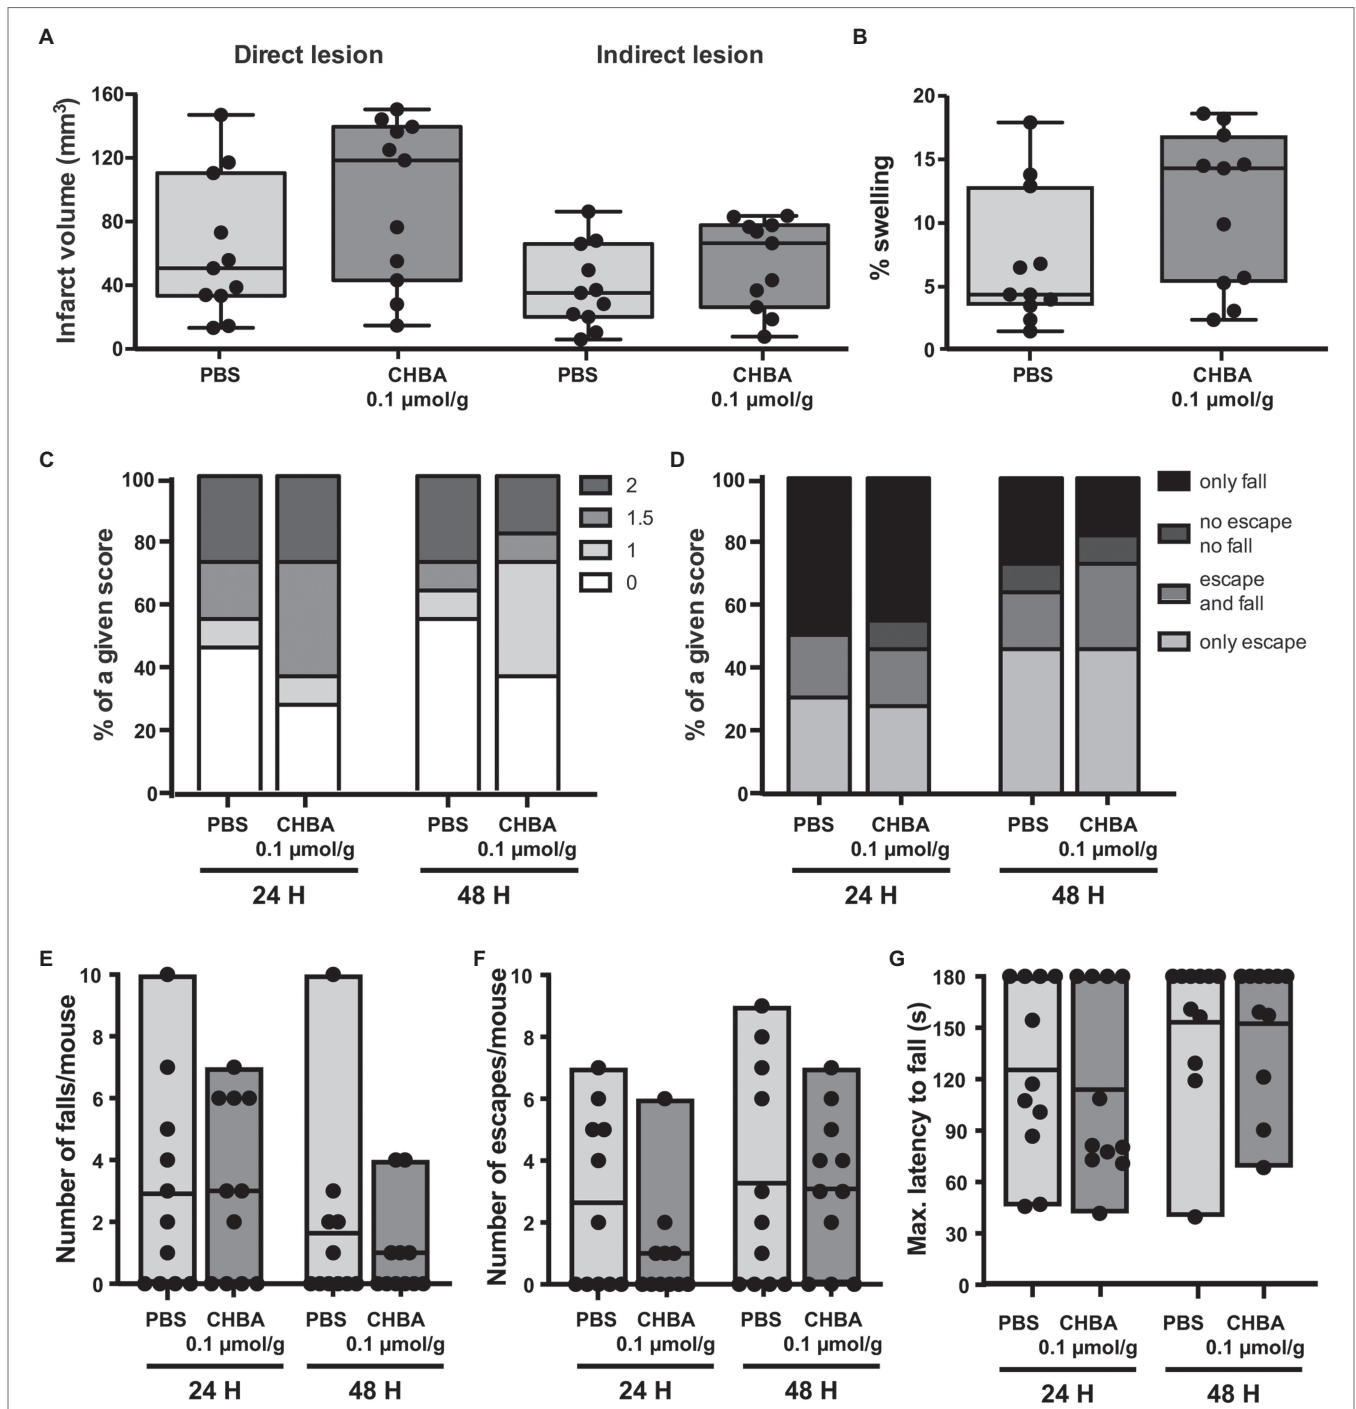 A
Direct lesion
Indirect lesion
Infarct volume (mm³)
160
120
80
40
0
PBS
CHBA
0.1 µmol/g
PBS
CHBA
0.1 µmol/g
B
% swelling
20
15
10
5
0
PBS
CHBA
0.1 µmol/g
C
% of a given score
100
80
60
40
20
0
2
1.5
1
0
PBS
CHBA
0.1 µmol/g
24 H
PBS
CHBA
0.1 µmol/g
48 H
D
% of a given score
100
80
60
40
20
0
only fall
no escape
no fall
escape
and fall
only escape
PBS
CHBA
0.1 µmol/g
24 H
PBS
CHBA
0.1 µmol/g
48 H
E
Number of falls/mouse
10
8
6
4
2
0
PBS
CHBA
0.1 µmol/g
24 H
PBS
CHBA
0.1 µmol/g
48 H
F
Number of escapes/mouse
10
8
6
4
2
0
PBS
CHBA
0.1 µmol/g
24 H
PBS
CHBA
0.1 µmol/g
48 H
G
Max. latency to fall (s)
180
150
120
90
60
30
0
PBS
CHBA
0.1 µmol/g
24 H
PBS
CHBA
0.1 µmol/g
48 H